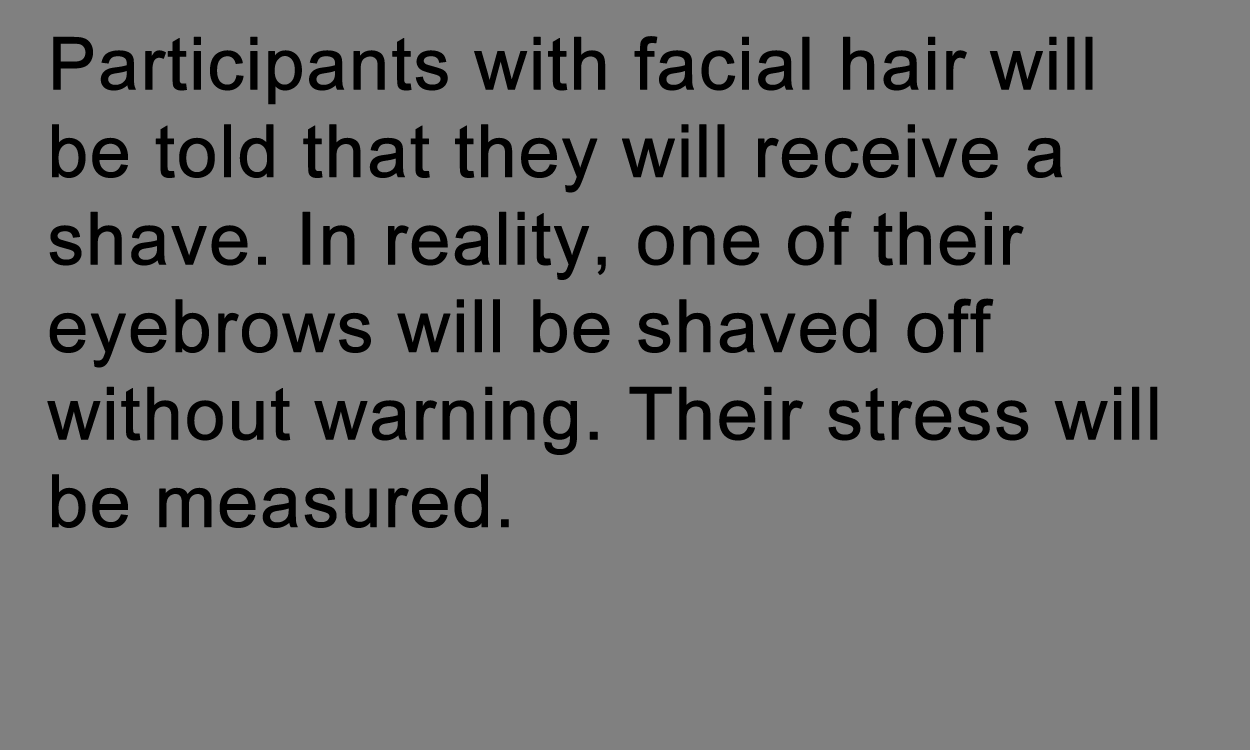 Participants with facial hair will
be told that they will receive a
shave. In reality, one of their
eyebrows will be shaved off
without warning. Their stress will
be measured.